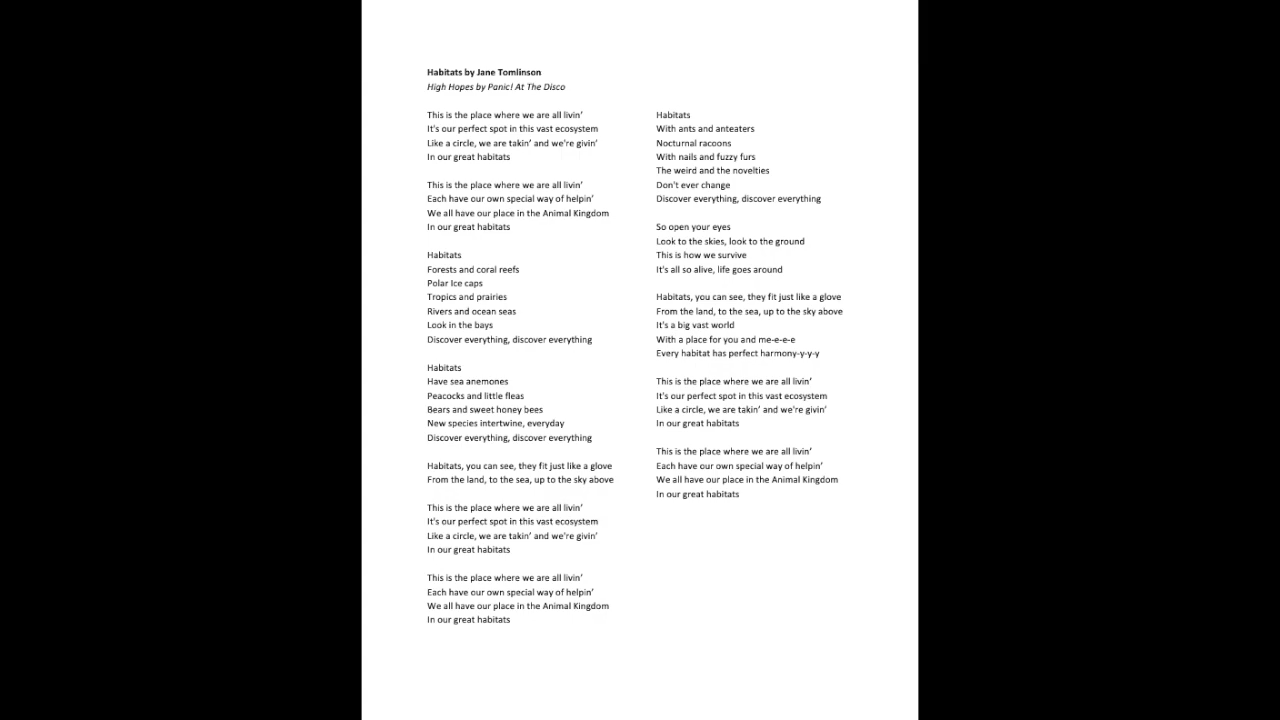 Habitats by Jane Tomlinson
High Hopes by Panic! At The Disco
This is the place where we are all livin’
It's our perfect spot in this vast ecosystem
Like a circle, we are takin’ and we're givin’
In our great habitats
This is the place where we are all livin’
Each have our own special way of helpin’
We all have our place in the Animal Kingdom
In our great habitats
Habitats
Forests and coral reefs
Polar Ice caps
Tropics and prairies
Rivers and ocean seas
Look in the bays
Discover everything, discover everything
Habitats
Have sea anemones
Peacocks and little fleas
Bears and sweet honey bees
New species intertwine, everyday
Discover everything, discover everything
Habitats, you can see, they fit just like a glove
From the land, to the sea, up to the sky above
This is the place where we are all livin’
It's our perfect spot in this vast ecosystem
Like a circle, we are takin’ and we're givin’
In our great habitats
This is the place where we are all livin’
Each have our own special way of helpin’
We all have our place in the Animal Kingdom
In our great habitats
Habitats
With ants and anteaters
Nocturnal racoons
With nails and fuzzy furs
The weird and the novelties
Don't ever change
Discover everything, discover everything
So open your eyes
Look to the skies, look to the ground
This is how we survive
It's all so alive, life goes around
Habitats, you can see, they fit just like a glove
From the land, to the sea, up to the sky above
It's a big vast world
With a place for you and me-e-e-e
Every habitat has perfect harmony-y-y-y
This is the place where we are all livin’
It's our perfect spot in this vast ecosystem
Like a circle, we are takin’ and we're givin’
In our great habitats
This is the place where we are all livin’
Each have our own special way of helpin’
We all have our place in the Animal Kingdom
In our great habitats